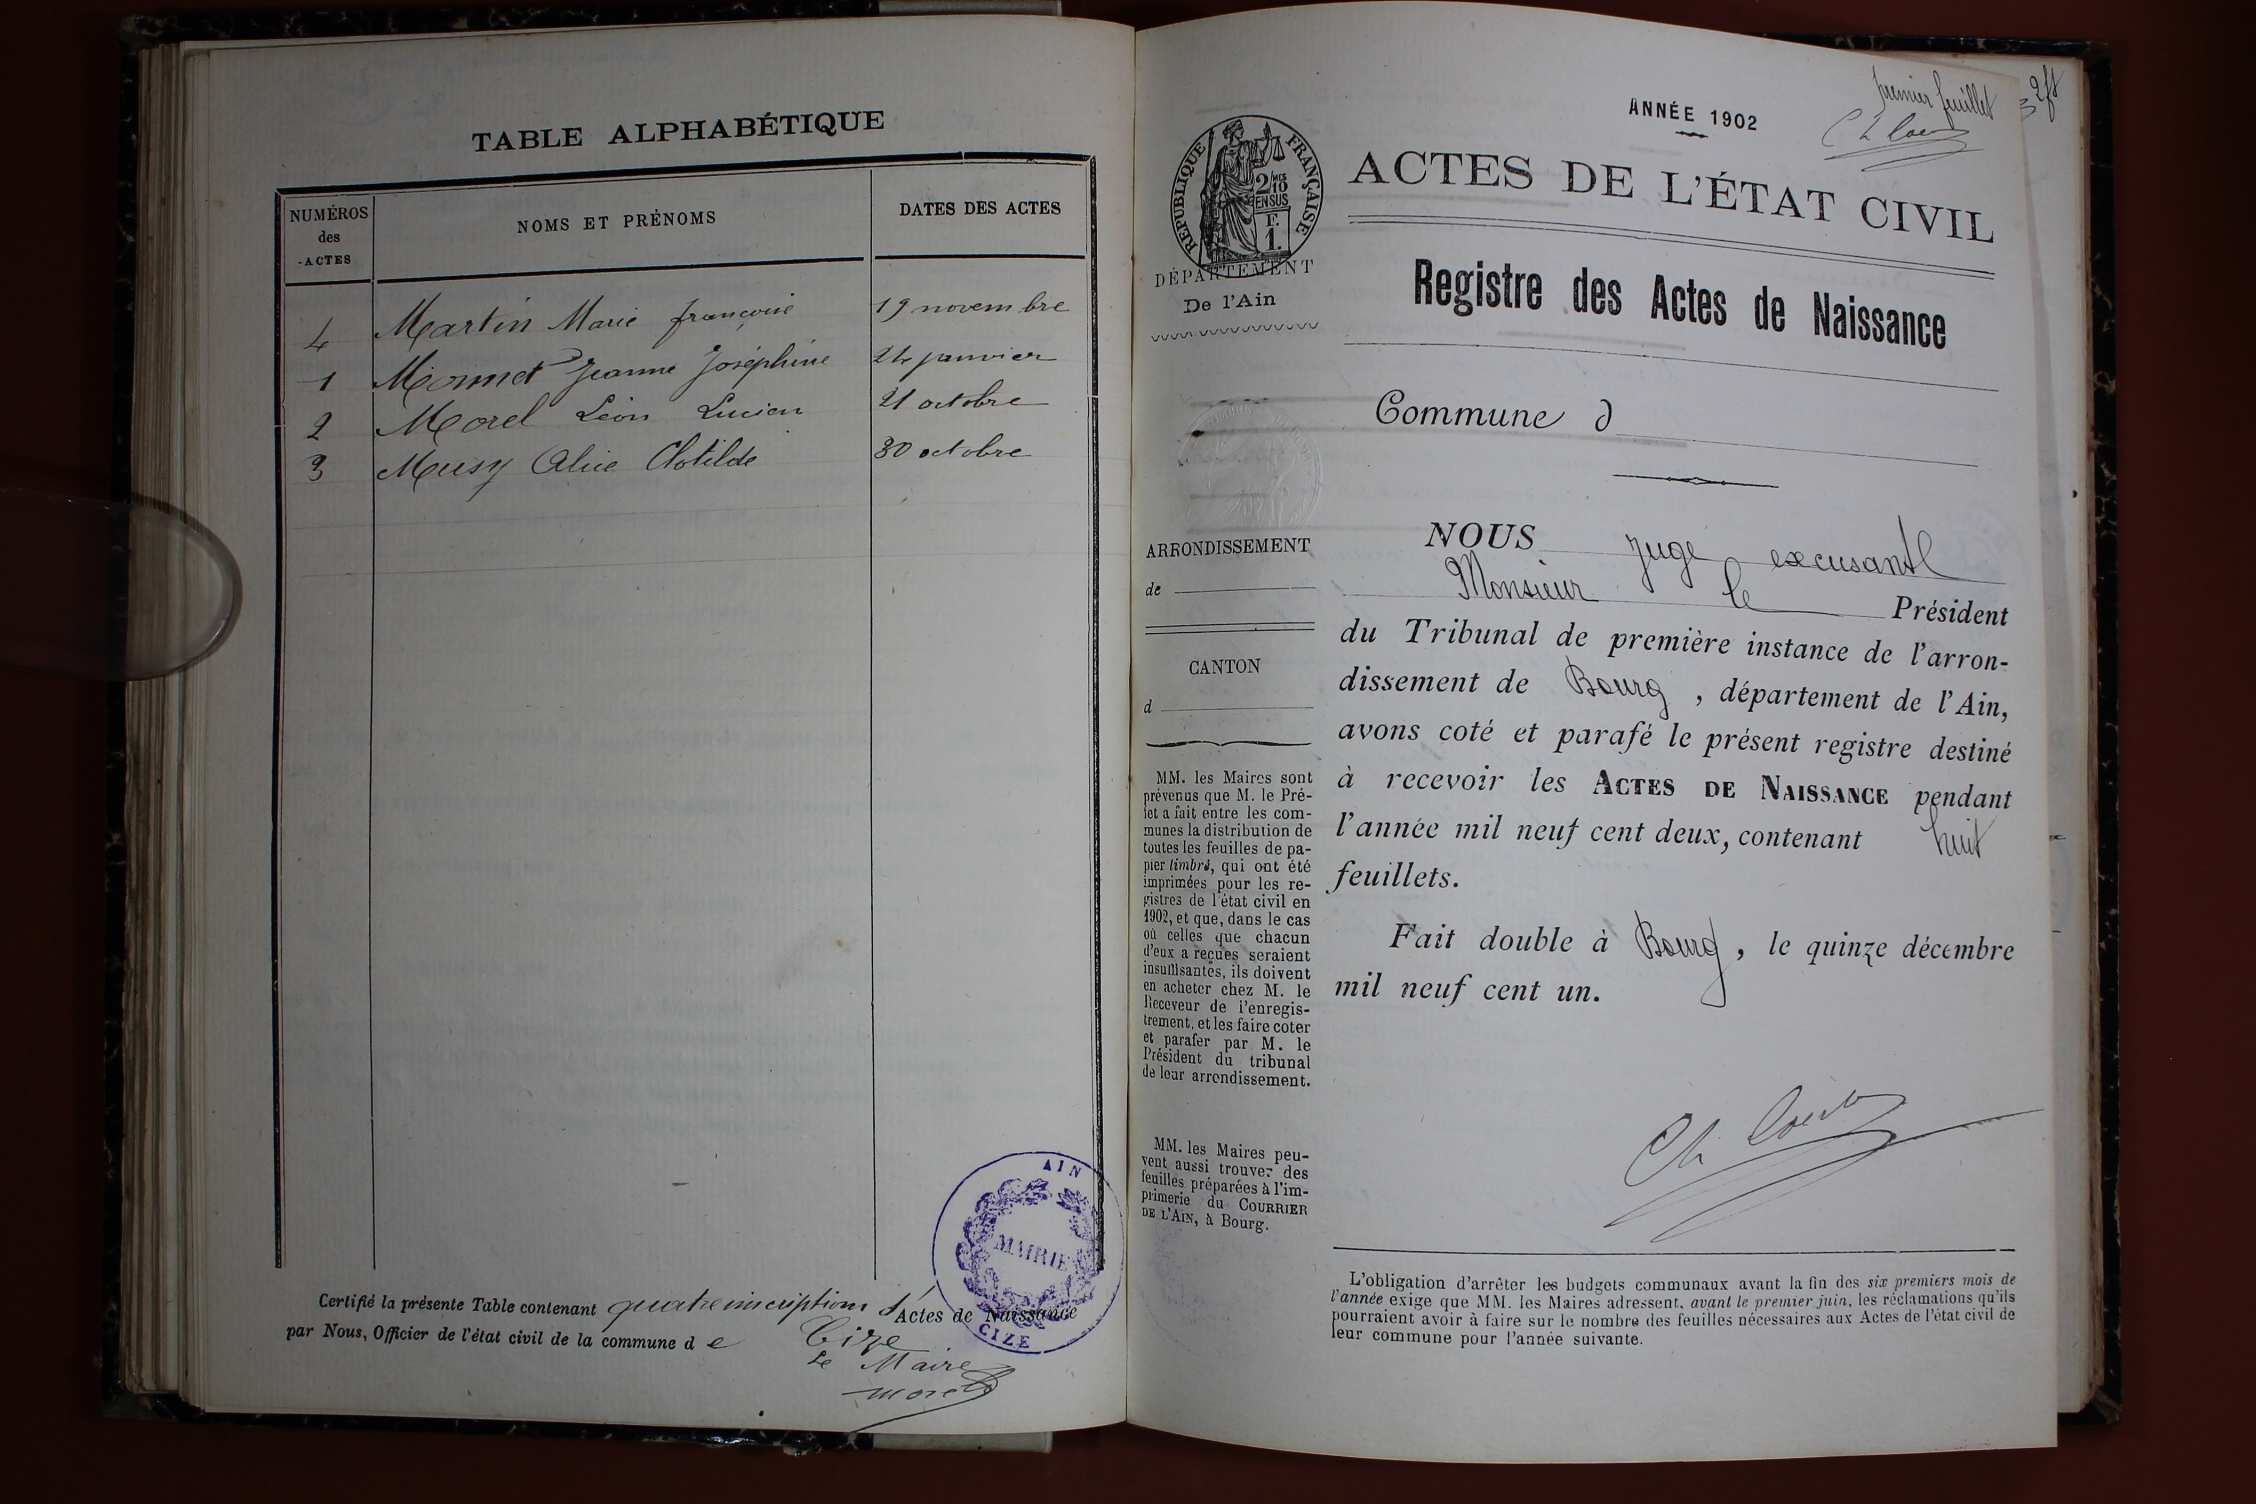 TABLE ALPHABÉTIQUE
NUMÉROS
des
-ACTES
NOMS ET PRÉNOMS
DATES DES ACTES
4 Martin Marie françoise 19 novembre
1 Monnet Jeanne Joséphine 24 janvier
2 Morel Léon Lucien 21 octobre
3 Musy Alice Clotilde 30 octobre
Certifié la présente Table contenant quatre inscriptions d'Actes de Naissance
par Nous, Officier de l'état civil de la commune de Cize
Le Maire
Morel
AIN
MAIRIE
CIZE
premier feuillet
ANNÉE 1902
RÉPUBLIQUE FRANÇAISE
2/10
EN SUS
F.
1.
DÉPARTEMENT
De l'Ain
ACTES DE L'ÉTAT CIVIL
Registre des Actes de Naissance
Commune d
ARRONDISSEMENT
de
CANTON
d
MM. les Maires sont
prévenus que M. le Pré-
fet a fait entre les com-
munes la distribution de
toutes les feuilles de pa-
pier timbré, qui ont été
imprimées pour les re-
gistres de l'état civil en
1902, et que, dans le cas
où celles que chacun
d'eux a reçues seraient
insuffisantes, ils doivent
en acheter chez M. le
Receveur de l'enregis-
trement, et les faire coter
et parafer par M. le
Président du tribunal
de leur arrondissement.
MM. les Maires peu-
vent aussi trouver des
feuilles préparées à l'im-
primerie du COURRIER
DE L'AIN, à Bourg.
NOUS Juge excusant
Monsieur le Président
du Tribunal de première instance de l'arron-
dissement de Bourg, département de l'Ain,
avons coté et parafé le présent registre destiné
à recevoir les ACTES DE NAISSANCE pendant
l'année mil neuf cent deux, contenant huit
feuillets.
Fait double à Bourg, le quinze décembre
mil neuf cent un.
L'obligation d'arrêter les budgets communaux avant la fin des six premiers mois de
l'année exige que MM. les Maires adressent, avant le premier juin, les réclamations qu'ils
pourraient avoir à faire sur le nombre des feuilles nécessaires aux Actes de l'état civil de
leur commune pour l'année suivante.